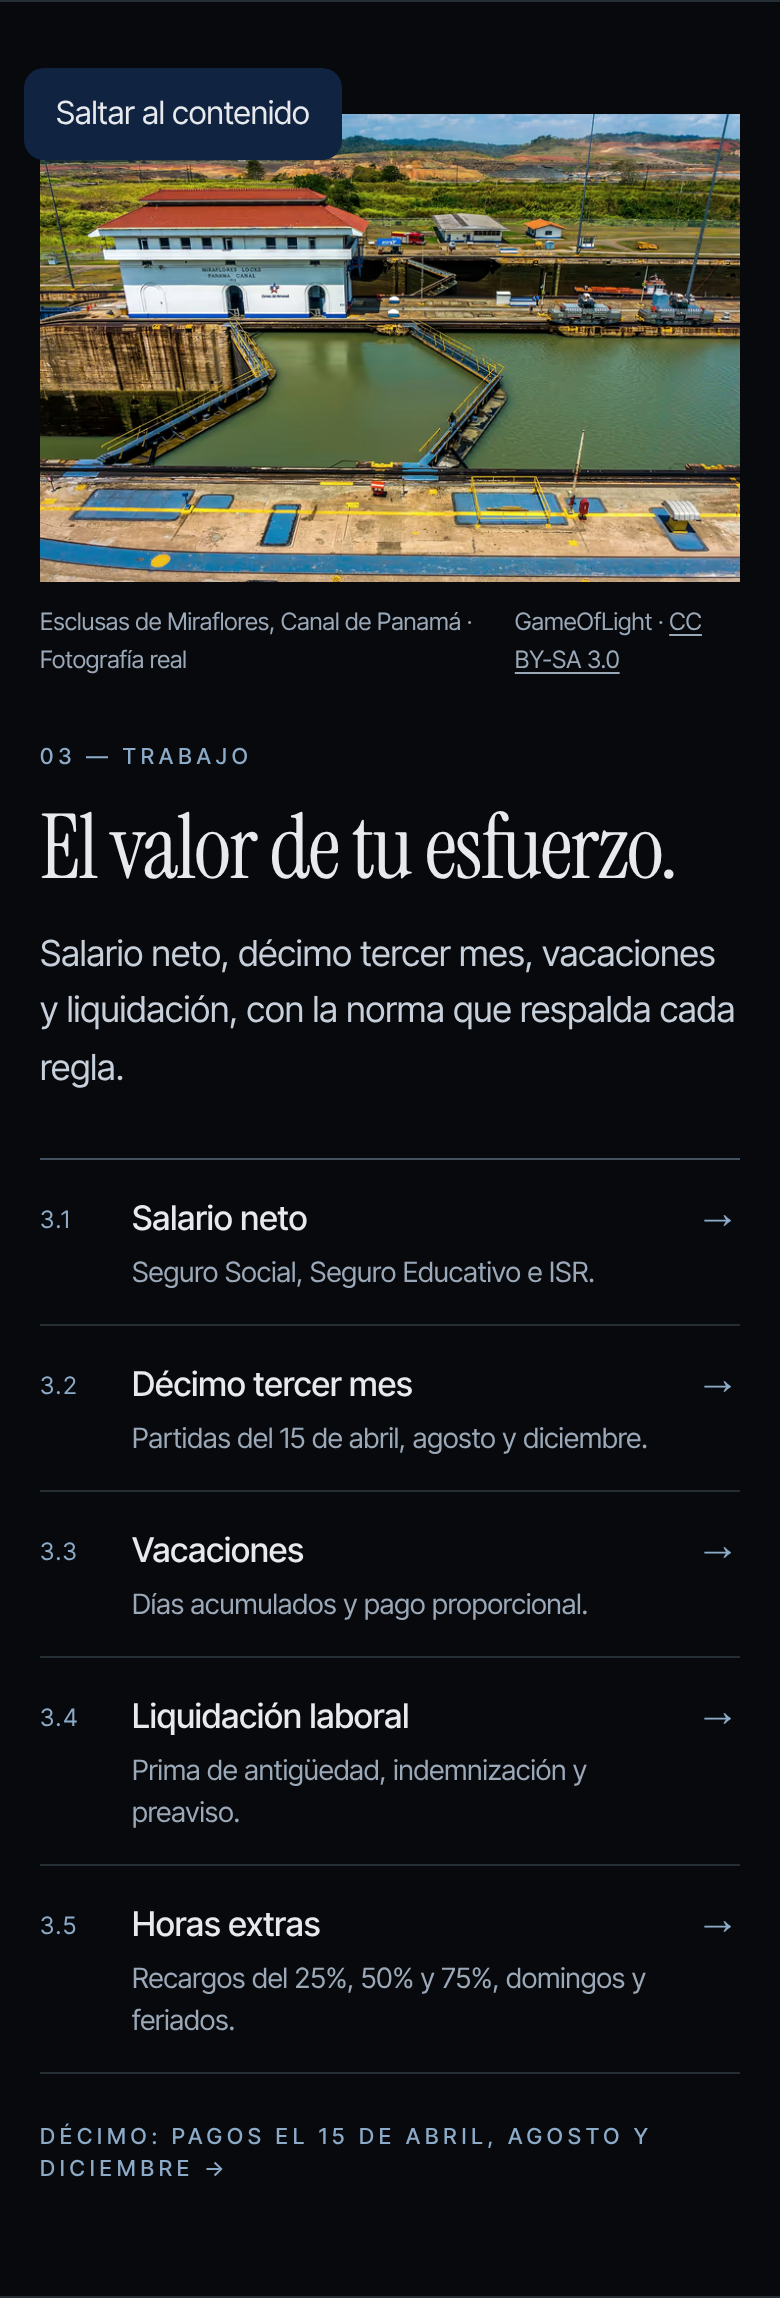 Saltar al contenido
MIRAFLORES LOCKS
PANAMA CANAL
Esclusas de Miraflores, Canal de Panamá ·
Fotografía real
GameOfLight · CC
BY-SA 3.0
03 — TRABAJO
El valor de tu esfuerzo.
Salario neto, décimo tercer mes, vacaciones
y liquidación, con la norma que respalda cada
regla.
3.1 Salario neto →
Seguro Social, Seguro Educativo e ISR.
3.2 Décimo tercer mes →
Partidas del 15 de abril, agosto y diciembre.
3.3 Vacaciones →
Días acumulados y pago proporcional.
3.4 Liquidación laboral →
Prima de antigüedad, indemnización y
preaviso.
3.5 Horas extras →
Recargos del 25%, 50% y 75%, domingos y
feriados.
DÉCIMO: PAGOS EL 15 DE ABRIL, AGOSTO Y
DICIEMBRE →